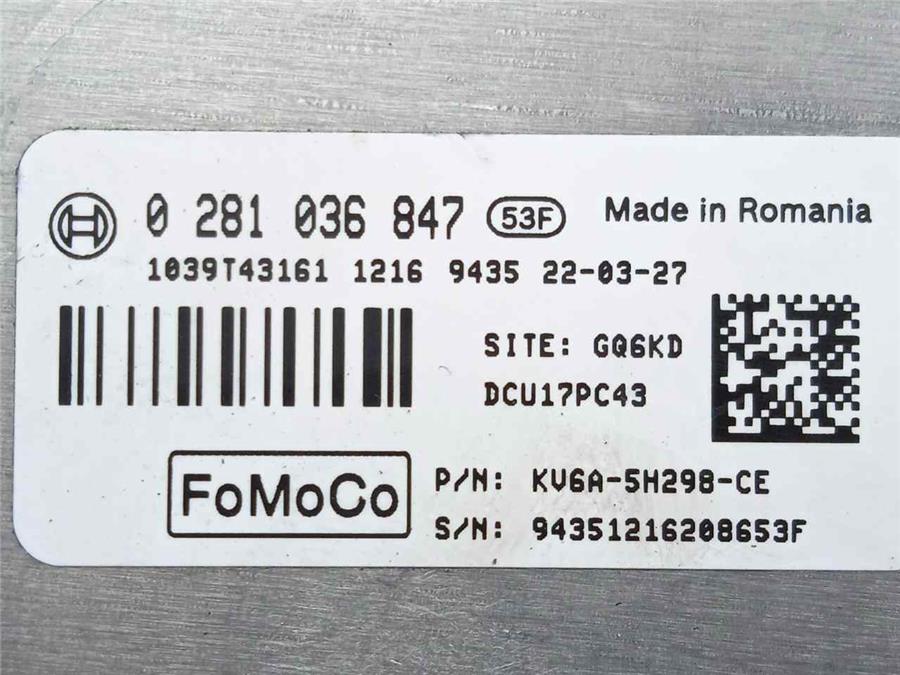 0 281 036 847 53F Made in Romania
1039T43161 1216 9435 22-03-27
SITE: GQ6KD
DCU17PC43
FoMoCo
P/N: KV6A-5H298-CE
S/N: 94351216208653F